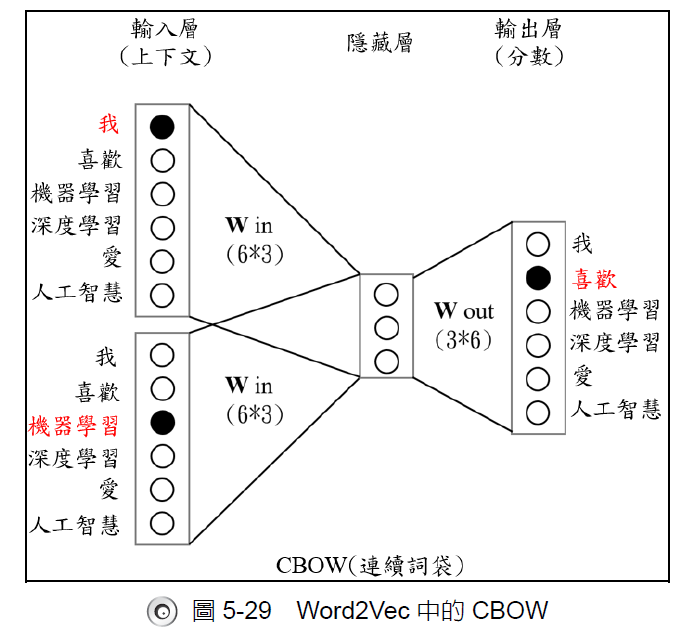 輸入層
(上下文)
隱藏層
輸出層
(分數)
我
喜歡
機器學習
深度學習
愛
人工智慧
W in
(6*3)
我
喜歡
機器學習
深度學習
愛
人工智慧
W in
(6*3)
W out
(3*6)
我
喜歡
機器學習
深度學習
愛
人工智慧
CBOW(連續詞袋)
圖 5-29 Word2Vec 中的 CBOW